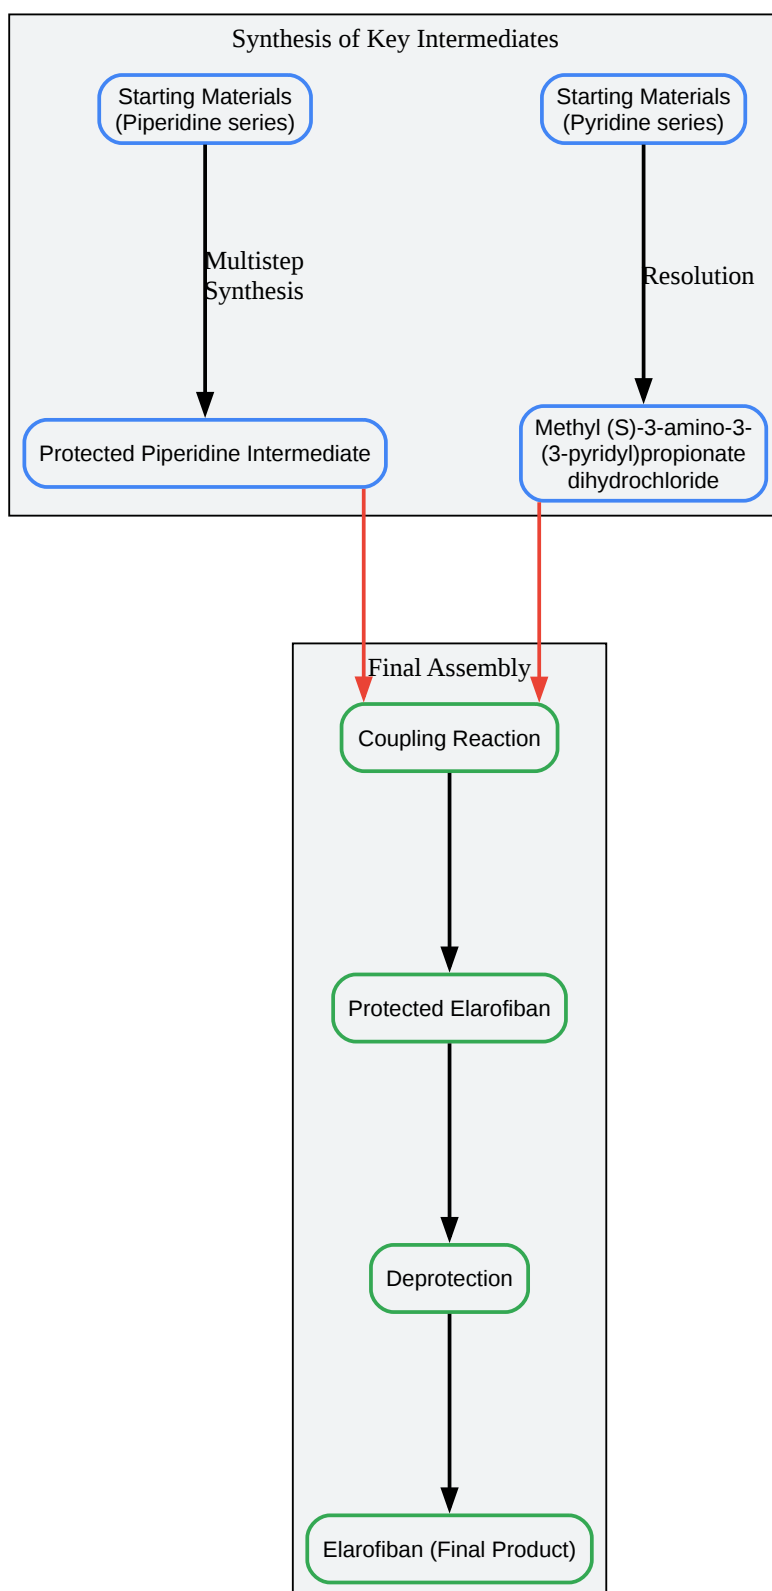 Synthesis of Key Intermediates
Starting Materials
(Piperidine series)
Starting Materials
(Pyridine series)
Multistep
Synthesis
Resolution
Protected Piperidine Intermediate
Methyl (S)-3-amino-3-
(3-pyridyl)propionate
dihydrochloride
Final Assembly
Coupling Reaction
Protected Elarofiban
Deprotection
Elarofiban (Final Product)